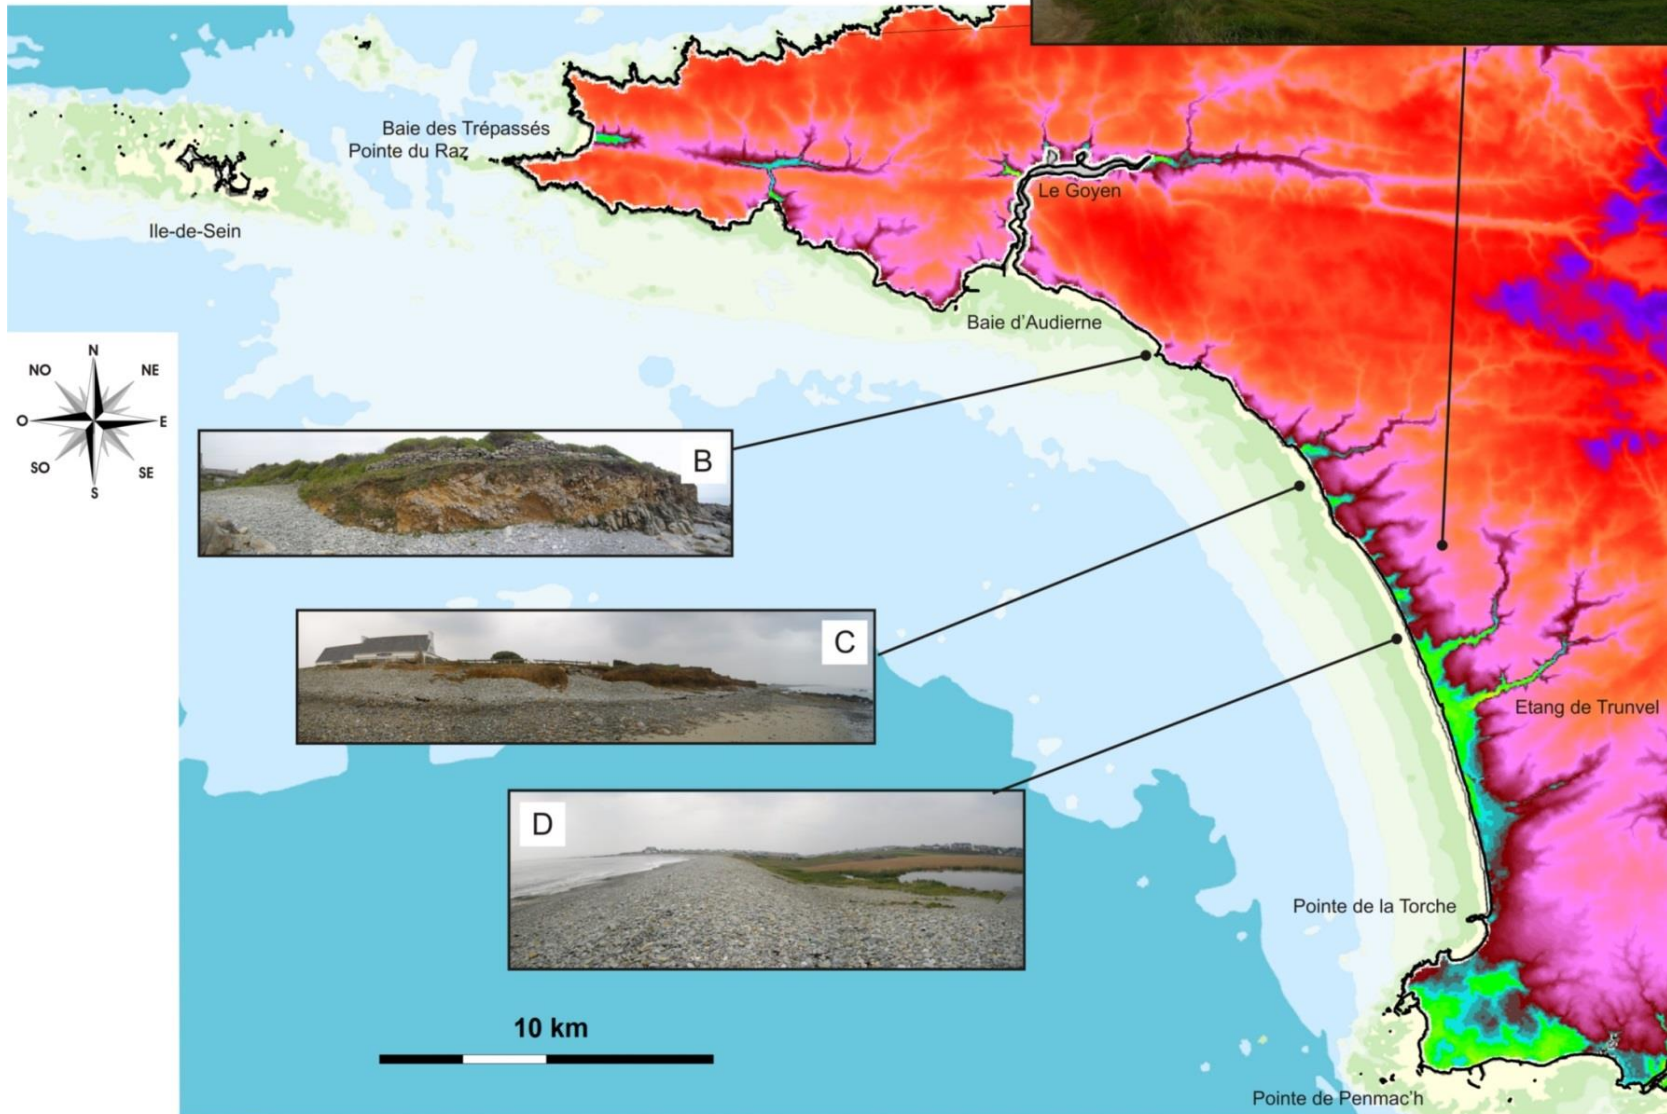 Baie des Trépassés
Pointe du Raz
Le Goyen
Ile-de-Sein
Baie d'Audierne
N
NO
NE
O
E
SO
SE
S
B
C
Etang de Trunvel
D
Pointe de la Torche
10 km
Pointe de Penmac'h